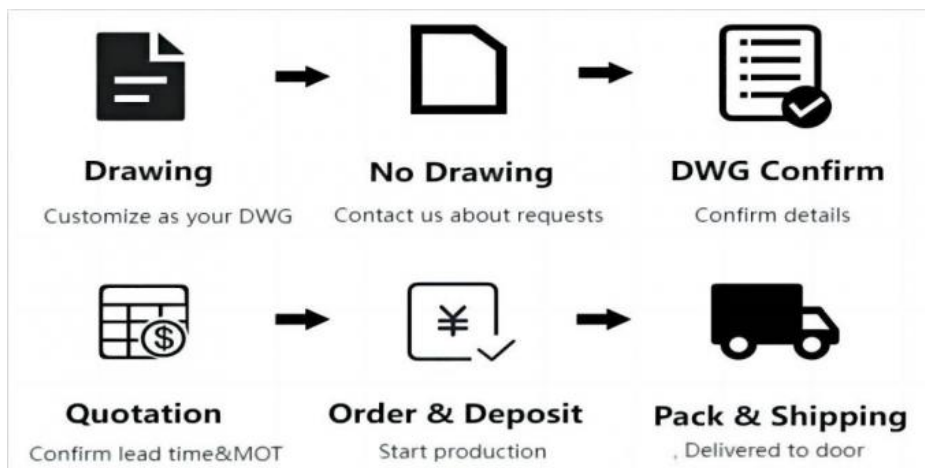 Drawing
Customize as your DWG
No Drawing
Contact us about requests
DWG Confirm
Confirm details
$
Quotation
Confirm lead time&MOT
¥
Order & Deposit
Start production
Pack & Shipping
, Delivered to door